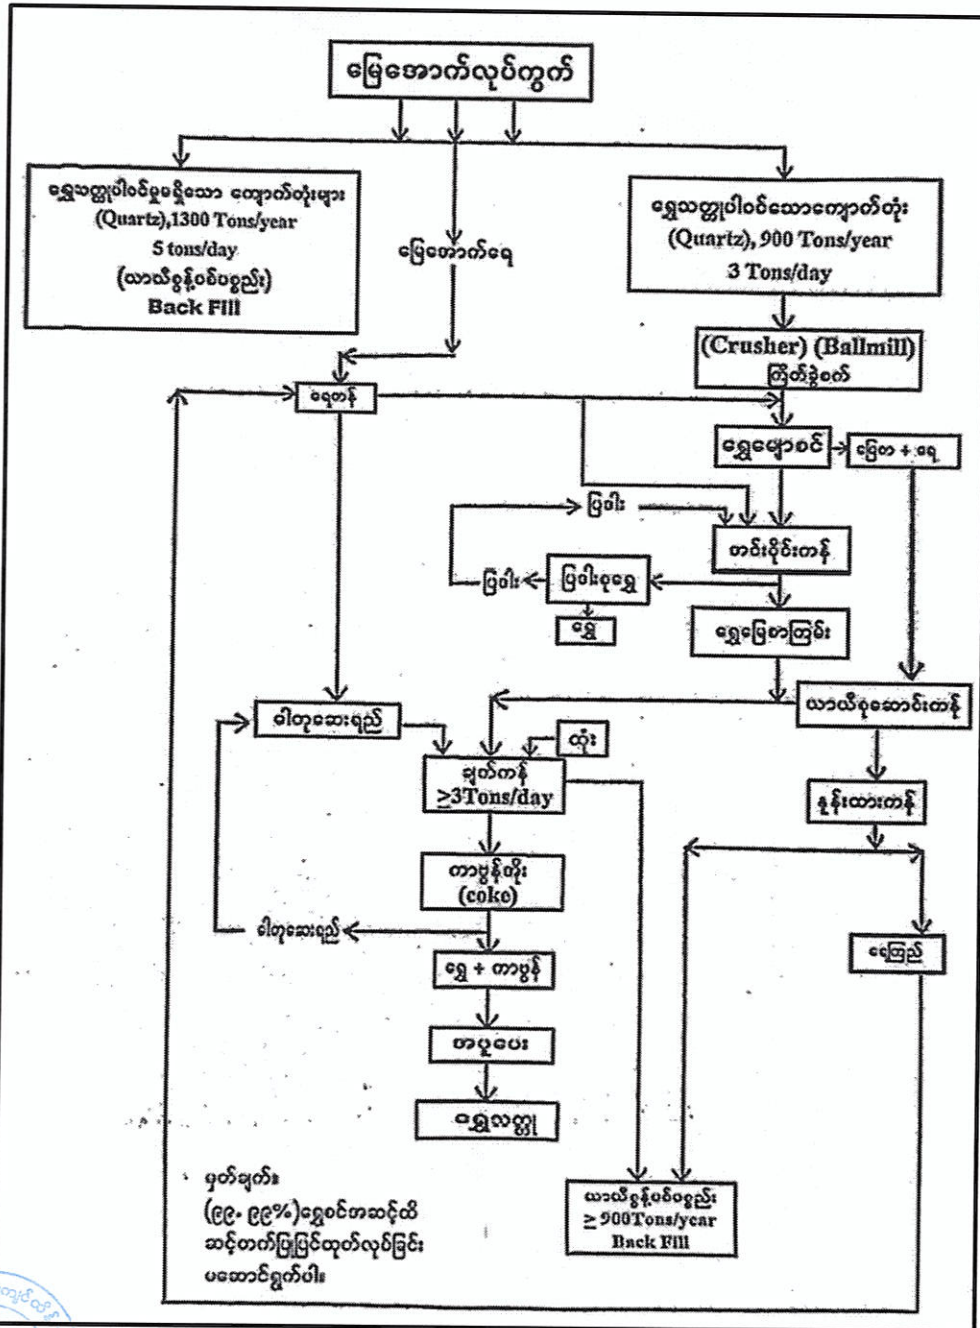 မြေအောက်လုပ်ကွက်
ရွှေသတ္တုပါဝင်မှုမရှိသော ကျောက်တုံးများ
(Quartz),1300 Tons/year
5 tons/day
(ယာယီစွန့်ပစ်ပစ္စည်း)
Back Fill
မြေအောက်ရေ
ရွှေသတ္တုပါဝင်သောကျောက်တုံး
(Quartz), 900 Tons/year
3 Tons/day
(Crusher) (Ballmill)
ကြိတ်ခွဲစက်
ရေကန်
ရွှေမျောစင်
မြေစာ + ရေ
ပြဒါး
တင်းဝိုင်းကန်
ပြဒါး
ပြဒါးစုရွှေ
ရွှေ
ရွှေမြေစာကြမ်း
ယာယီစုဆောင်းကန်
ဓါတုဆေးရည်
ထုံး
ချက်ကန်
≥3Tons/day
နုန်းထားကန်
ကာဗွန်တိုး
(coke)
ဓါတုဆေးရည်
ရွှေ + ကာဗွန်
ရေကြည်
အပူပေး
ရွှေသတ္တု
မှတ်ချက်။
(၉၉. ၉၉%)ရွှေစင်အဆင့်ထိ
ဆင့်တက်ပြုပြင်ထုတ်လုပ်ခြင်း
မဆောင်ရွက်ပါ။
ယာယီစွန့်ပစ်ပစ္စည်း
≥ 900Tons/year
Back Fill